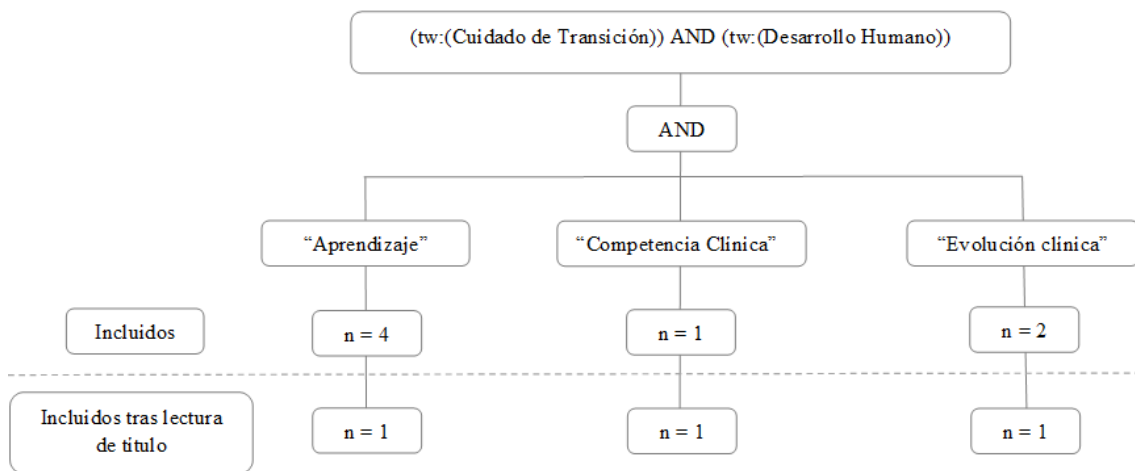 (tw:(Cuidado de Transición)) AND (tw:(Desarrollo Humano))
AND
“Aprendizaje”
“Competencia Clínica”
“Evolución clínica”
Incluidos
n = 4
n = 1
n = 2
Incluidos tras lectura
de titulo
n = 1
n = 1
n = 1